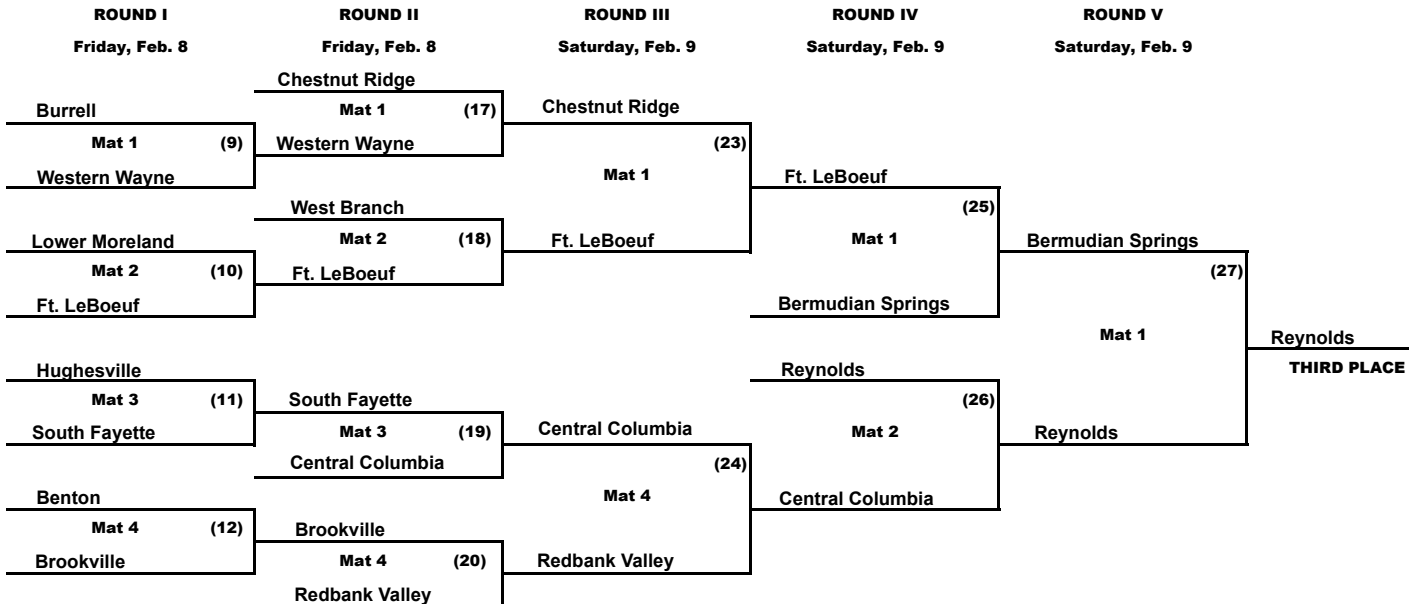 ROUND I ROUND II ROUND III ROUND IV ROUND V
Friday, Feb. 8 Friday, Feb. 8 Saturday, Feb. 9 Saturday, Feb. 9 Saturday, Feb. 9
Chestnut Ridge
Burrell Mat 1 (17) Chestnut Ridge
Mat 1 (9) Western Wayne (23)
Western Wayne Mat 1 Ft. LeBoeuf
West Branch (25)
Lower Moreland Mat 2 (18) Ft. LeBoeuf Mat 1 Bermudian Springs
Mat 2 (10) Ft. LeBoeuf (27)
Ft. LeBoeuf Bermudian Springs
Mat 1 Reynolds
Hughesville Reynolds THIRD PLACE
Mat 3 (11) South Fayette (26)
South Fayette Mat 3 (19) Central Columbia Mat 2 Reynolds
Central Columbia (24)
Benton Mat 4 Central Columbia
Mat 4 (12) Brookville
Brookville Mat 4 (20) Redbank Valley
Redbank Valley